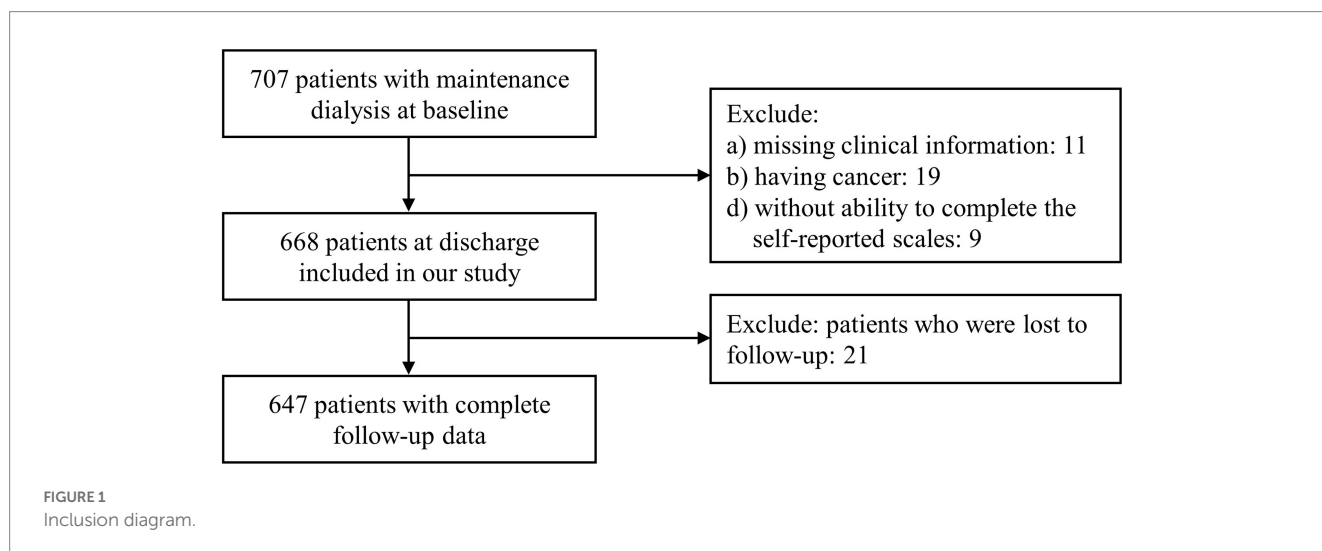 707 patients with maintenance
dialysis at baseline
Exclude:
a) missing clinical information: 11
b) having cancer: 19
d) without ability to complete the
self-reported scales: 9
668 patients at discharge
included in our study
Exclude: patients who were lost to
follow-up: 21
647 patients with complete
follow-up data
FIGURE 1
Inclusion diagram.